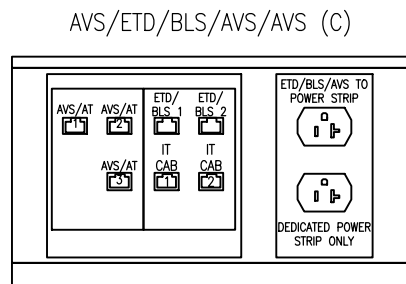 AVS/ETD/BLS/AVS/AVS (C)
AVS/AT
1
AVS/AT
2
AVS/AT
3
ETD/
BLS 1
ETD/
BLS 2
IT
CAB
1
IT
CAB
2
ETD/BLS/AVS TO
POWER STRIP
DEDICATED POWER
STRIP ONLY